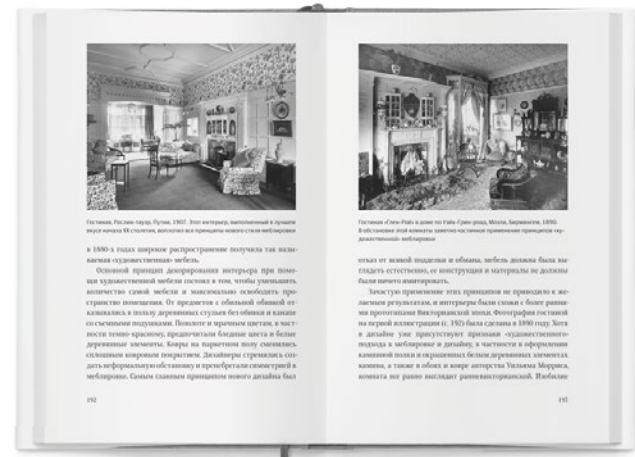 Гостиная, Рослин-тауэр, Путни, 1907. Этот интерьер, выполненный в лучшем
вкусе начала XX столетия, воплотил все принципы нового стиля меблировки
в 1880-х годах широкое распространение получила так назы-
ваемая «художественная» мебель.
Основной принцип декорирования интерьера при помо-
щи художественной мебели состоял в том, чтобы уменьшить
количество самой мебели и максимально освободить про-
странство помещения. От предметов с обильной обивкой от-
казывались в пользу деревянных стульев без обивки и канапе
со съемными подушками. Позолоте и мрачным цветам, в част-
ности темно-красному, предпочитали бледные цвета и белые
деревянные элементы. Ковры на паркетном полу сменились
сплошным ковровым покрытием. Дизайнеры стремились соз-
дать неформальную обстановку и пренебрегали симметрией в
меблировке. Самым главным принципом нового дизайна был
192
Гостиная «Глен-Рой» в доме по Уэйк-Грин-роуд, Мозли, Бирмингем, 1890.
В обстановке этой комнаты заметно частичное применение принципов «ху-
дожественной» меблировки
отказ от всякой подделки и обмана, мебель должна была вы-
глядеть естественно, ее конструкция и материалы не должны
были ничего имитировать.
Зачастую применение этих принципов не приводило к же-
лаемым результатам, и интерьеры были схожи с более ранни-
ми прототипами Викторианской эпохи. Фотография гостиной
на первой иллюстрации (с. 192) была сделана в 1890 году. Хотя
в дизайне уже присутствуют признаки «художественного»
подхода к меблировке и дизайну, в частности в оформлении
каминной полки и окрашенных белым деревянных элементах
камина, а также в обоях и ковре авторства Уильяма Морриса,
комната все равно выглядит ранневикторианской. Изобилие
193